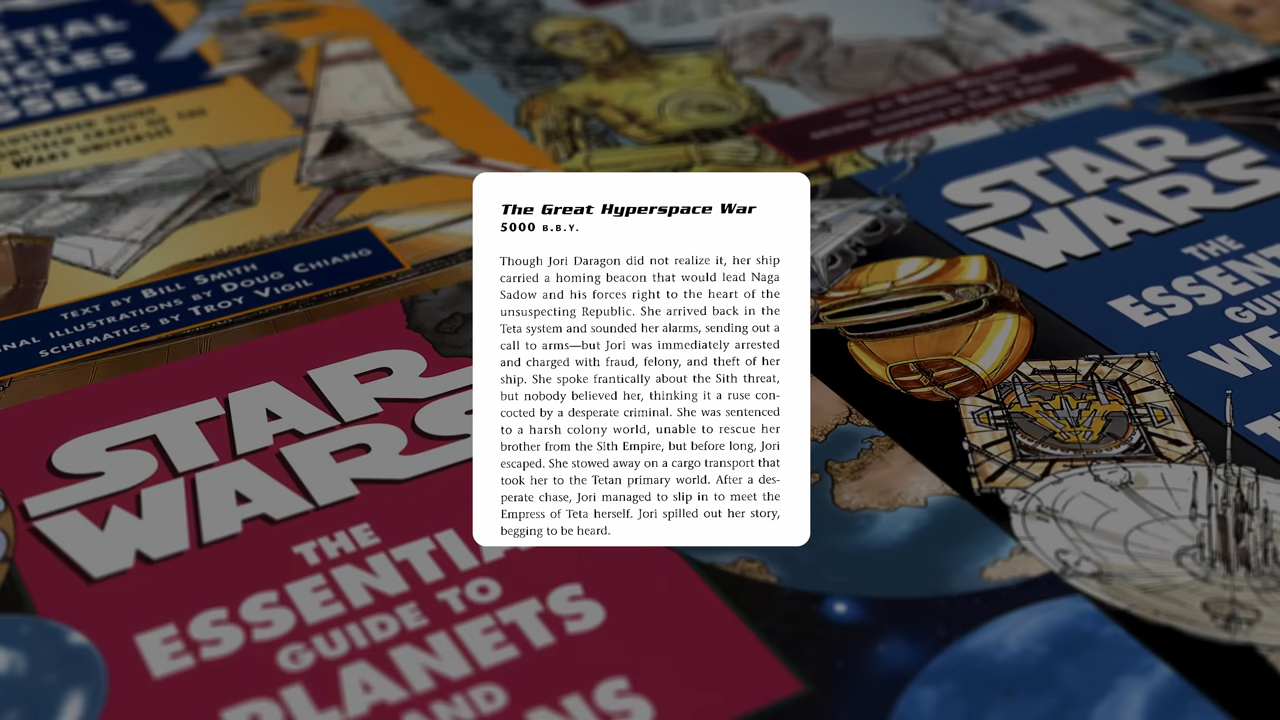 TEXT BY BILL SMITH
ILLUSTRATIONS BY DOUG CHIANG
SCHEMATICS BY TROY VIGIL
STAR
WARS
THE
ESSENTIAL
GUIDE TO
PLANETS
AND
STAR
WARS
THE
The Great Hyperspace War
5000 B.B.Y.
Though Jori Daragon did not realize it, her ship
carried a homing beacon that would lead Naga
Sadow and his forces right to the heart of the
unsuspecting Republic. She arrived back in the
Teta system and sounded her alarms, sending out a
call to arms—but Jori was immediately arrested
and charged with fraud, felony, and theft of her
ship. She spoke frantically about the Sith threat,
but nobody believed her, thinking it a ruse con-
cocted by a desperate criminal. She was sentenced
to a harsh colony world, unable to rescue her
brother from the Sith Empire, but before long, Jori
escaped. She stowed away on a cargo transport that
took her to the Tetan primary world. After a des-
perate chase, Jori managed to slip in to meet the
Empress of Teta herself. Jori spilled out her story,
begging to be heard.